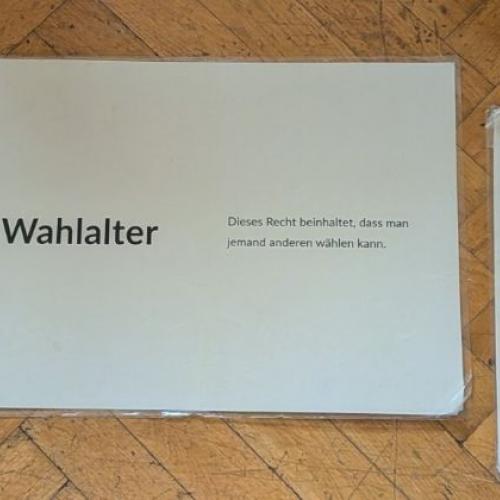 Wahlalter
Dieses Recht beinhaltet, dass man
jemand anderen wählen kann.